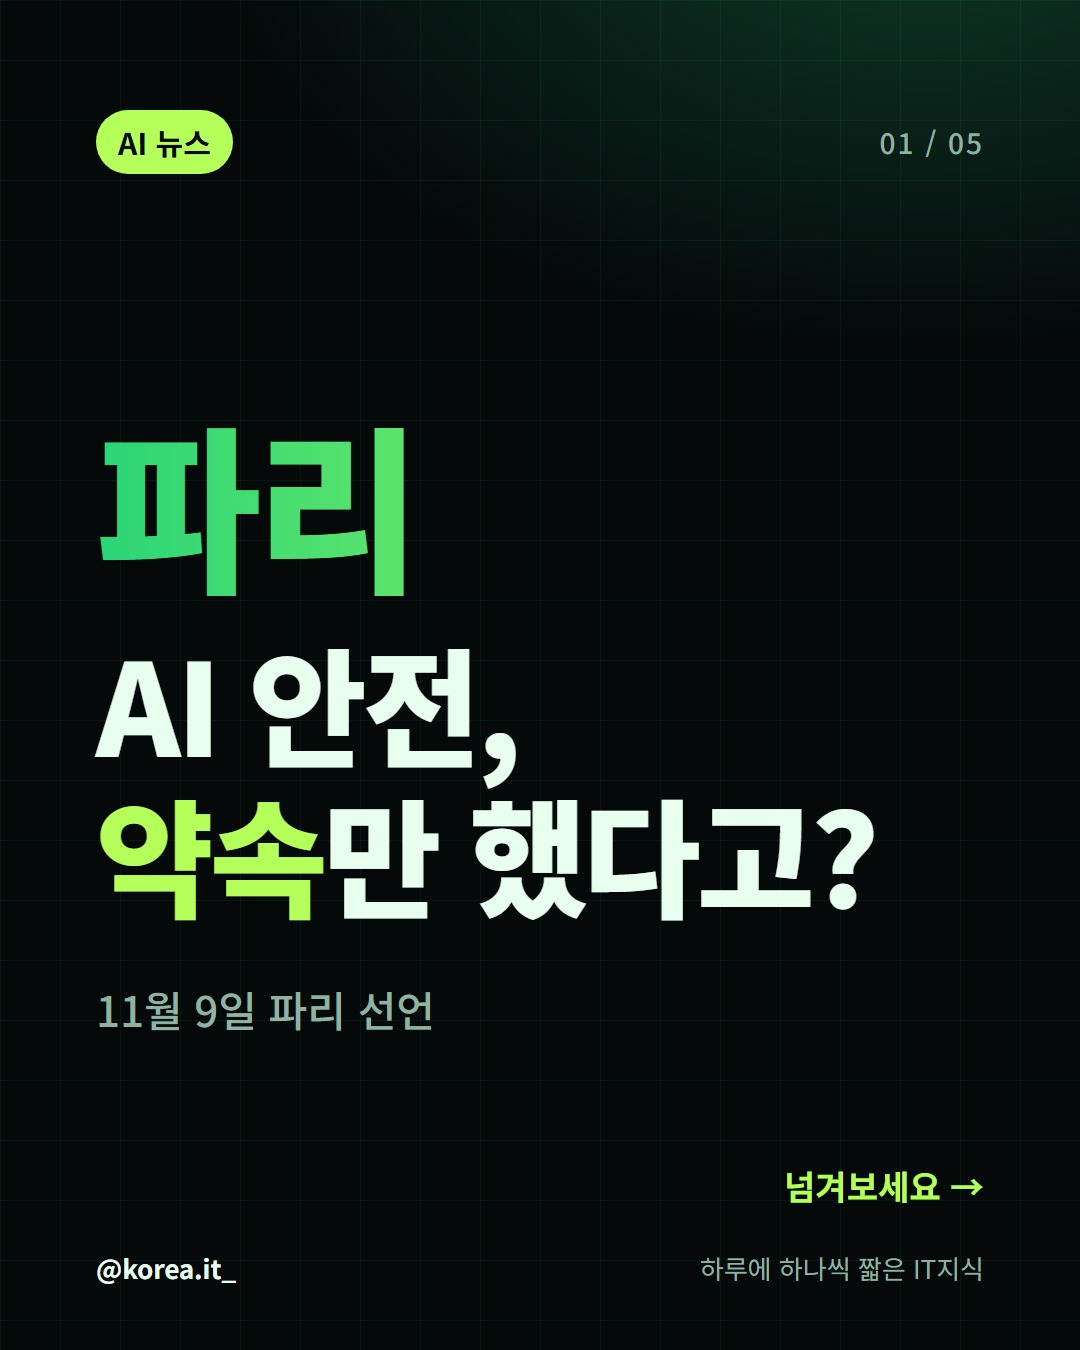 AI 뉴스
01 / 05
파리
AI 안전,
약속만 했다고?
11월 9일 파리 선언
넘겨보세요 →
@korea.it_
하루에 하나씩 짧은 IT지식